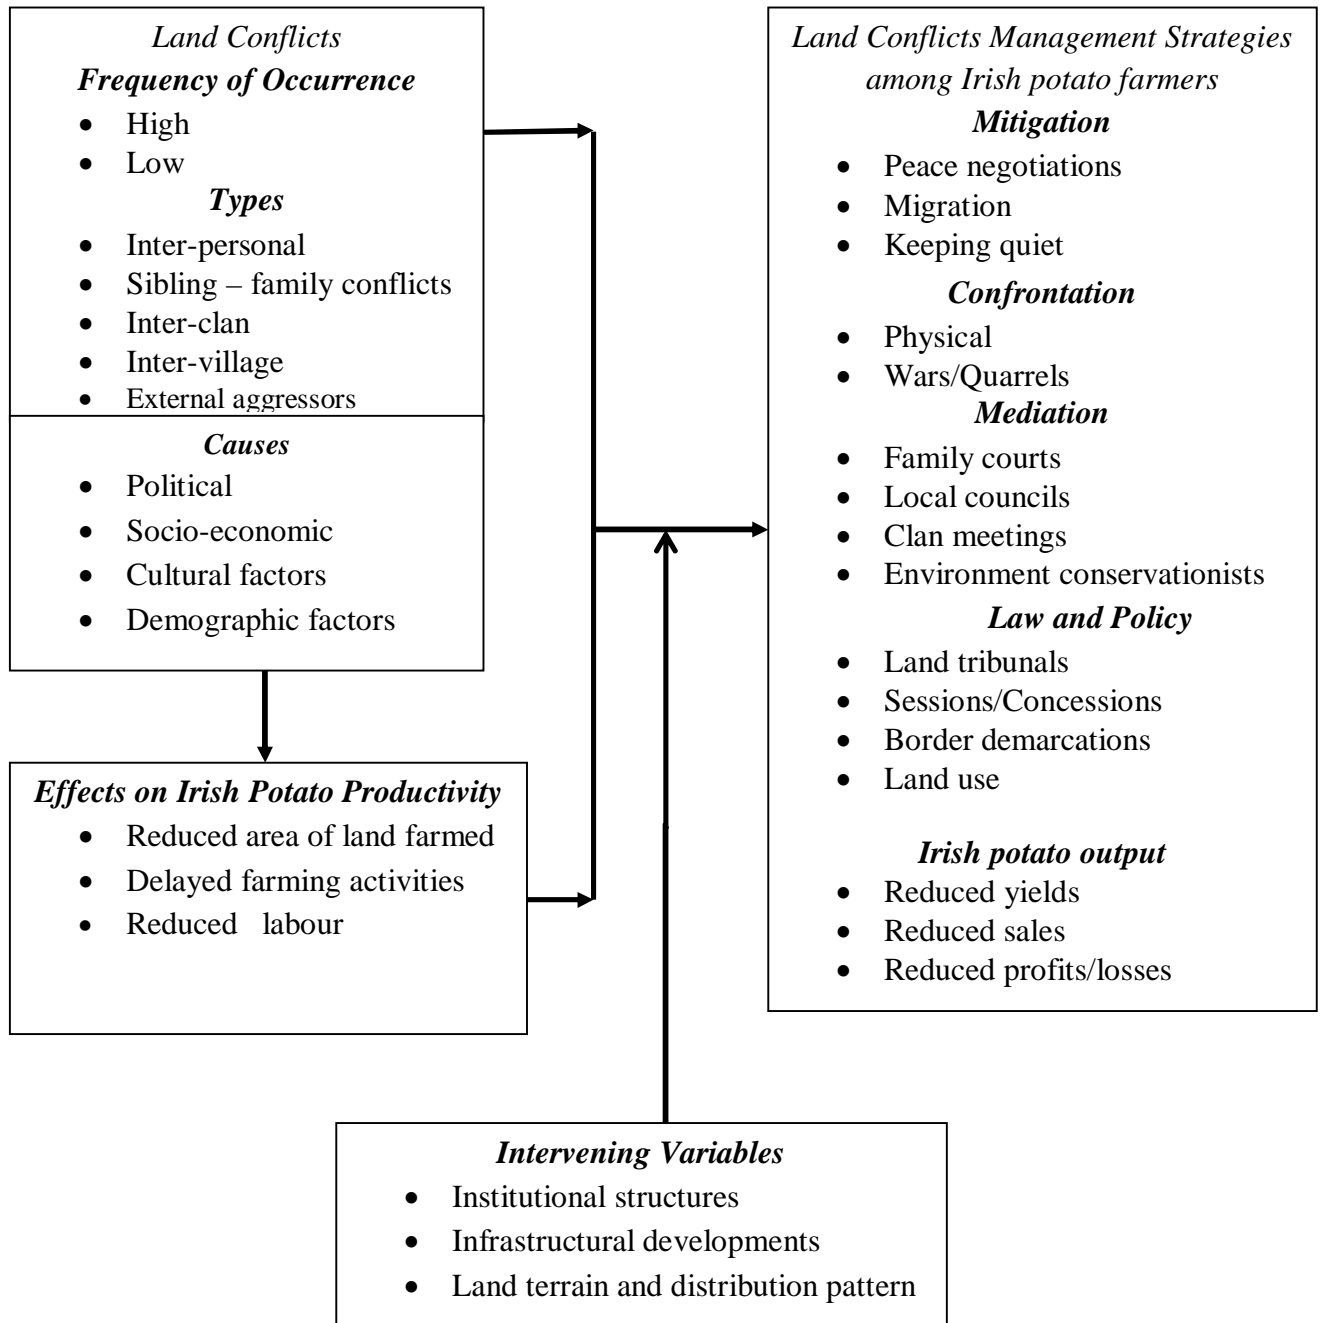 Land Conflicts
Frequency of Occurrence
• High
• Low
Types
• Inter-personal
• Sibling – family conflicts
• Inter-clan
• Inter-village
• External aggressors
Causes
• Political
• Socio-economic
• Cultural factors
• Demographic factors
Effects on Irish Potato Productivity
• Reduced area of land farmed
• Delayed farming activities
• Reduced labour
Land Conflicts Management Strategies
among Irish potato farmers
Mitigation
• Peace negotiations
• Migration
• Keeping quiet
Confrontation
• Physical
• Wars/Quarrels
Mediation
• Family courts
• Local councils
• Clan meetings
• Environment conservationists
Law and Policy
• Land tribunals
• Sessions/Concessions
• Border demarcations
• Land use
Irish potato output
• Reduced yields
• Reduced sales
• Reduced profits/losses
Intervening Variables
• Institutional structures
• Infrastructural developments
• Land terrain and distribution pattern